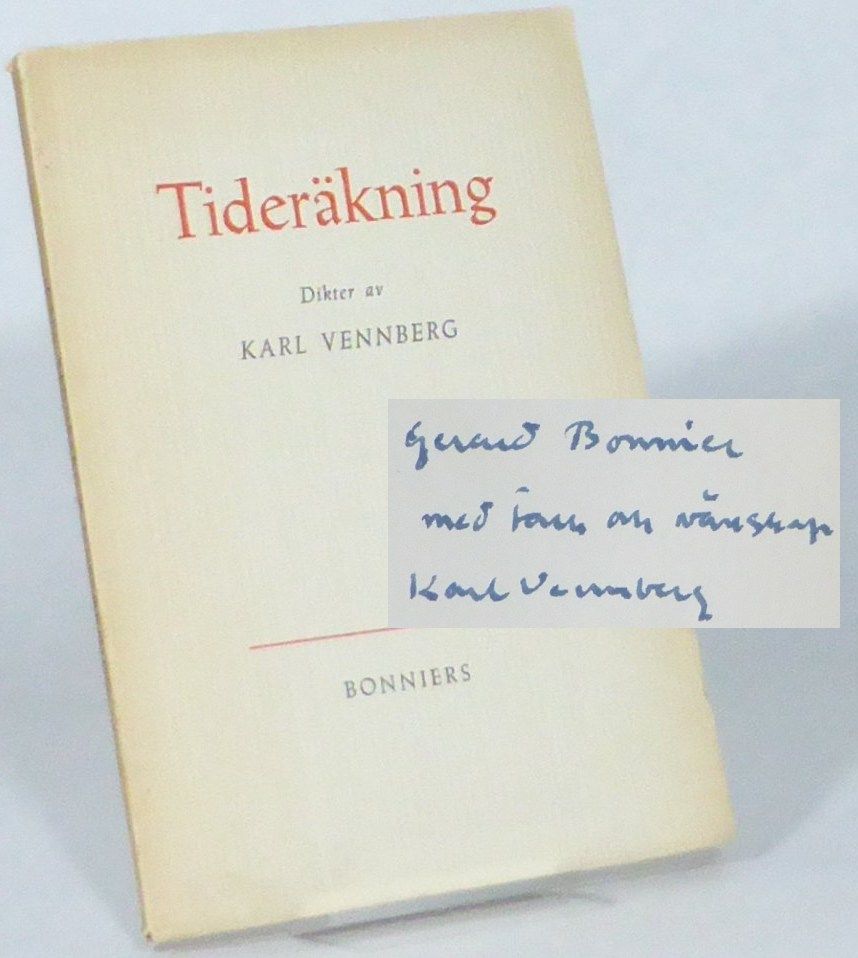 Tideräkning
Dikter av
KARL VENNBERG
Gerard Bonnier
med tack och vänskap
Karl Vennberg
BONNIERS